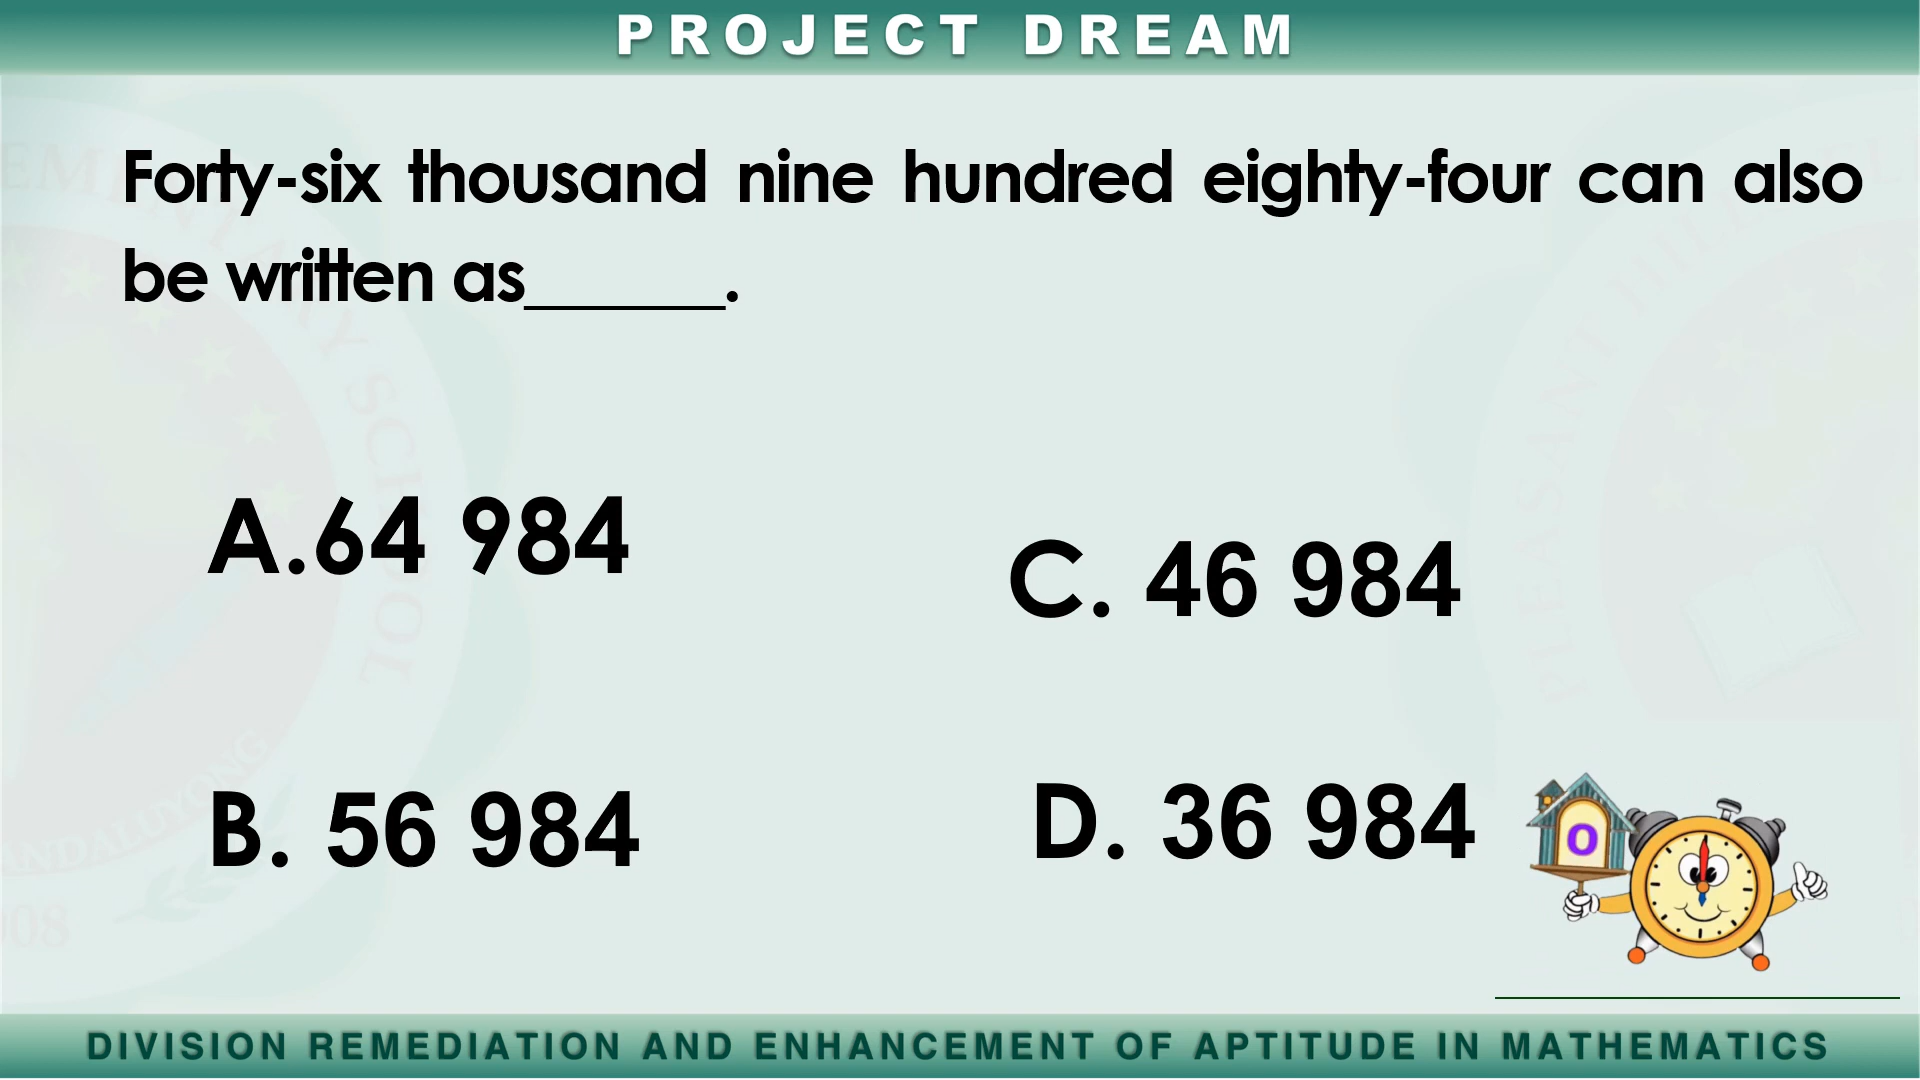 PROJECT DREAM
Forty-six thousand nine hundred eighty-four can also
be written as______.
A.64 984
C. 46 984
B. 56 984
D. 36 984
O
DIVISION REMEDIATION AND ENHANCEMENT OF APTITUDE IN MATHEMATICS